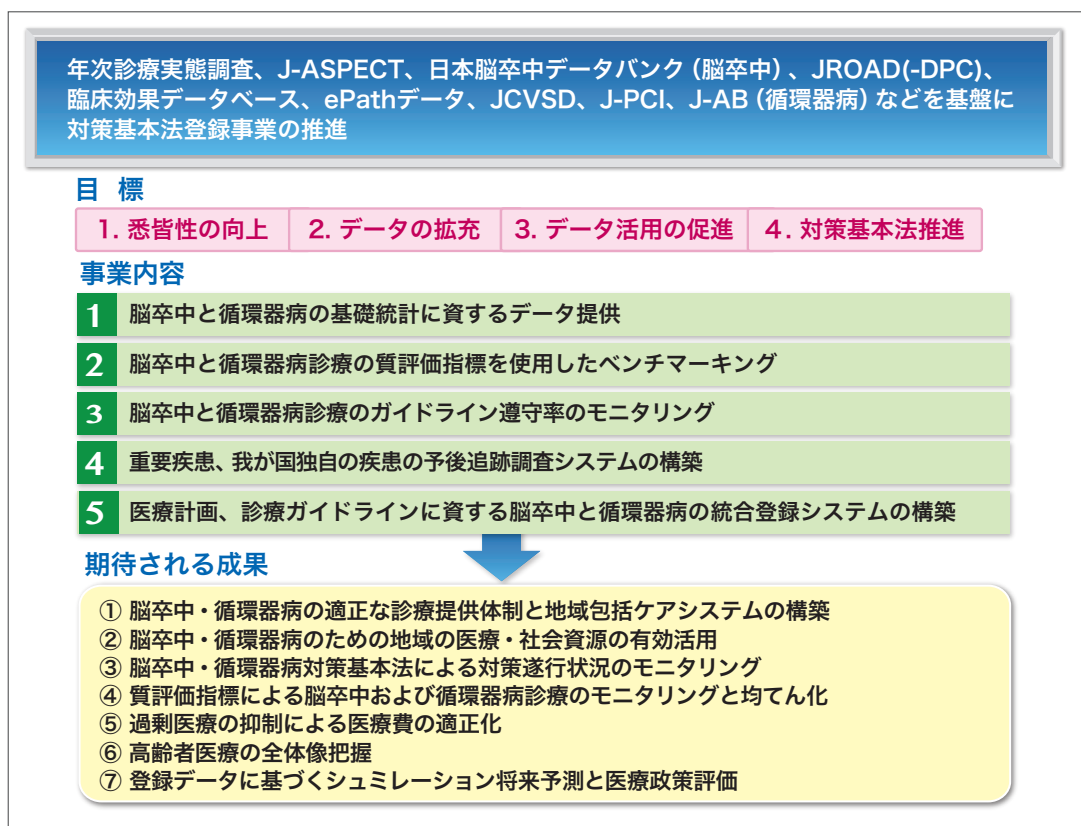 年次診療実態調査、J-ASPECT、日本脳卒中データバンク（脳卒中）、JROAD(-DPC)、
臨床効果データベース、ePathデータ、JCVSD、J-PCI、J-AB（循環器病）などを基盤に
対策基本法登録事業の推進
目 標
1. 悉皆性の向上 2. データの拡充 3. データ活用の促進 4. 対策基本法推進
事業内容
1 脳卒中と循環器病の基礎統計に資するデータ提供
2 脳卒中と循環器病診療の質評価指標を使用したベンチマーキング
3 脳卒中と循環器病診療のガイドライン遵守率のモニタリング
4 重要疾患、我が国独自の疾患の予後追跡調査システムの構築
5 医療計画、診療ガイドラインに資する脳卒中と循環器病の統合登録システムの構築
期待される成果
① 脳卒中・循環器病の適正な診療提供体制と地域包括ケアシステムの構築
② 脳卒中・循環器病のための地域の医療・社会資源の有効活用
③ 脳卒中・循環器病対策基本法による対策遂行状況のモニタリング
④ 質評価指標による脳卒中および循環器病診療のモニタリングと均てん化
⑤ 過剰医療の抑制による医療費の適正化
⑥ 高齢者医療の全体像把握
⑦ 登録データに基づくシュミレーション将来予測と医療政策評価